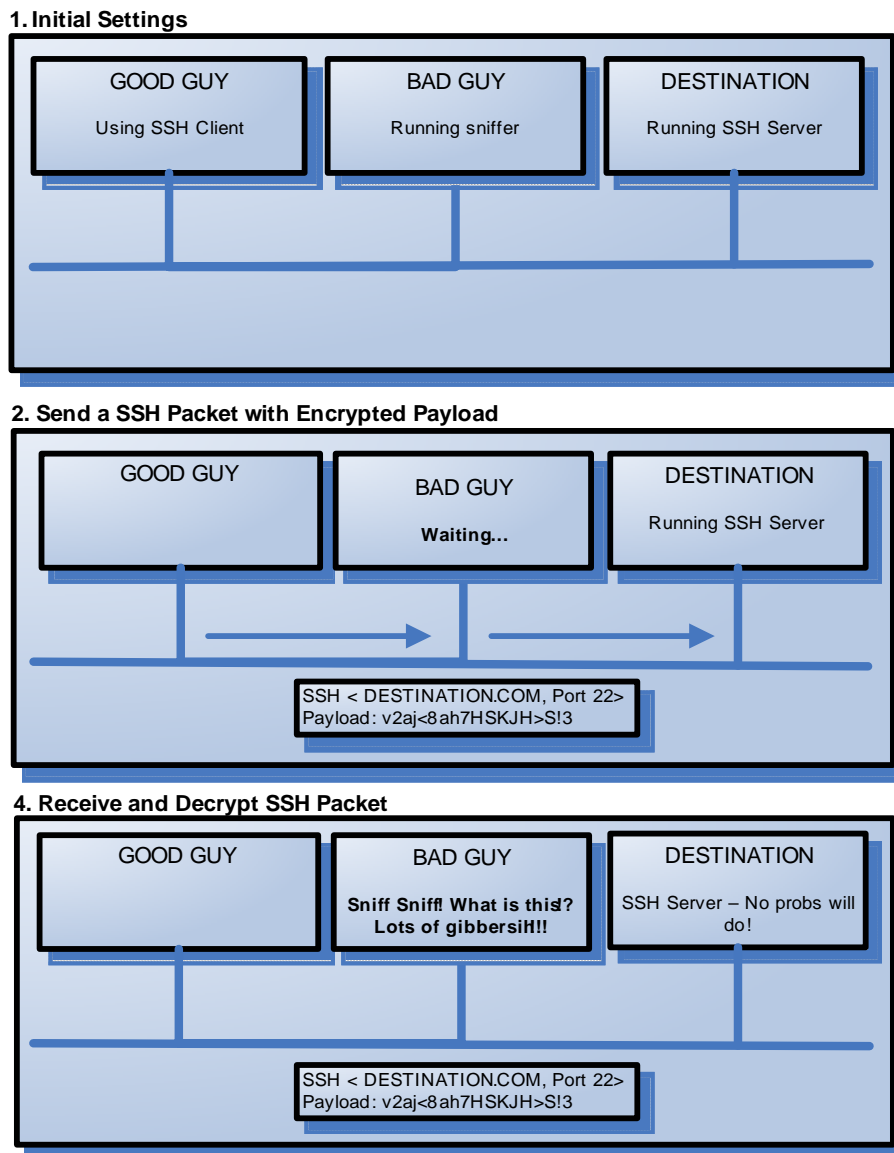 1. Initial Settings
GOOD GUY
Using SSH Client
BAD GUY
Running sniffer
DESTINATION
Running SSH Server
2. Send a SSH Packet with Encrypted Payload
GOOD GUY
BAD GUY
Waiting...
DESTINATION
Running SSH Server
SSH < DESTINATION.COM, Port 22>
Payload: v2aj<8ah7HSKJH>S!3
4. Receive and Decrypt SSH Packet
GOOD GUY
BAD GUY
Sniff Sniff! What is this!?
Lots of gibbersiH!!!
DESTINATION
SSH Server – No probs will
do!
SSH < DESTINATION.COM, Port 22>
Payload: v2aj<8ah7HSKJH>S!3